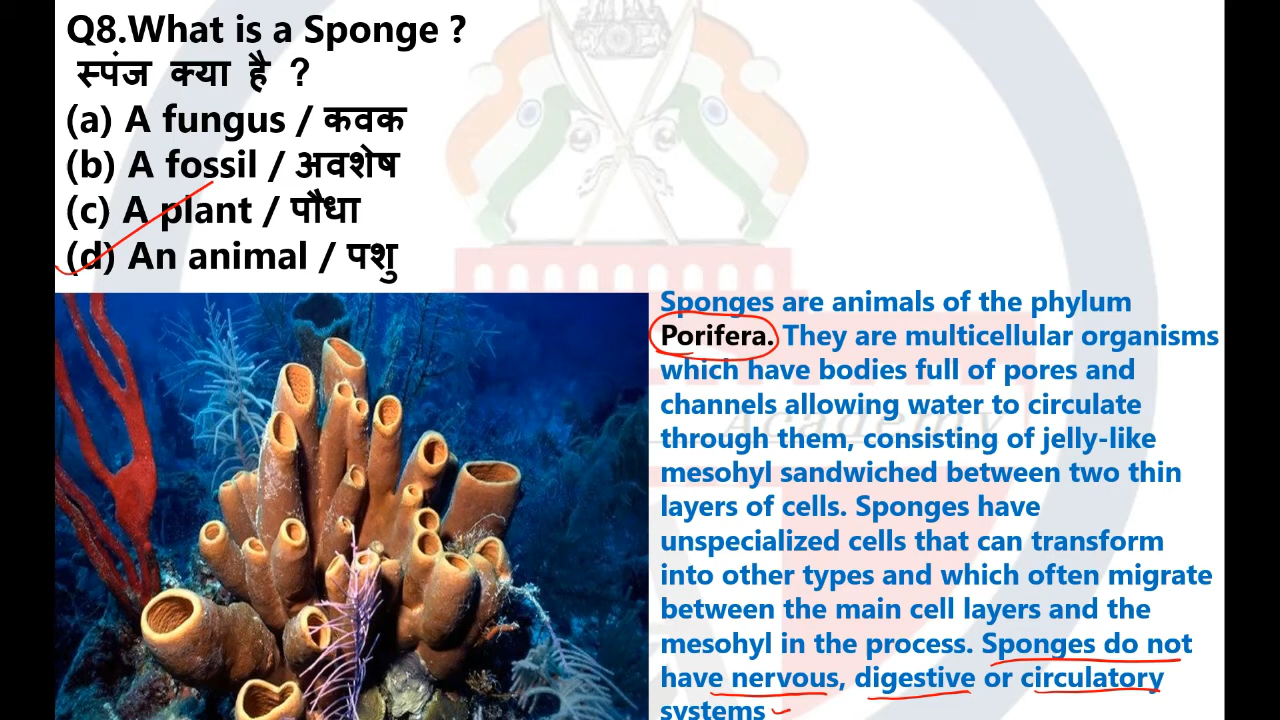 Q8.What is a Sponge ?
स्पंज क्या है ?
(a) A fungus / कवक
(b) A fossil / अवशेष
(c) A plant / पौधा
(d) An animal / पशु
Sponges are animals of the phylum
Porifera. They are multicellular organisms
which have bodies full of pores and
channels allowing water to circulate
through them, consisting of jelly-like
mesohyl sandwiched between two thin
layers of cells. Sponges have
unspecialized cells that can transform
into other types and which often migrate
between the main cell layers and the
mesohyl in the process. Sponges do not
have nervous, digestive or circulatory
systems
Academy